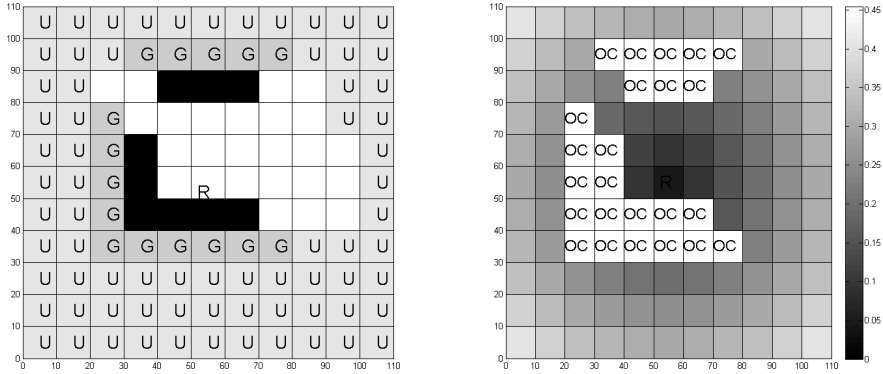 110
U U U U U U U U U U U
100
U U U G G G G G U U U
90
U U U U
80
U U G U U
70
U U G U
60
U U G R U
50
U U G U
40
U U G G G G G G U U U
30
U U U U U U U U U U U
20
U U U U U U U U U U U
10
U U U U U U U U U U U
0
0 10 20 30 40 50 60 70 80 90 100 110
110
100
OC OC OC OC OC
90
OC OC OC
80
OC
70
OC OC
60
OC OC R
50
OC OC OC OC OC
40
OC OC OC OC OC OC
30
20
10
0
0 10 20 30 40 50 60 70 80 90 100 110
0.45
0.4
0.35
0.3
0.25
0.2
0.15
0.1
0.05
0